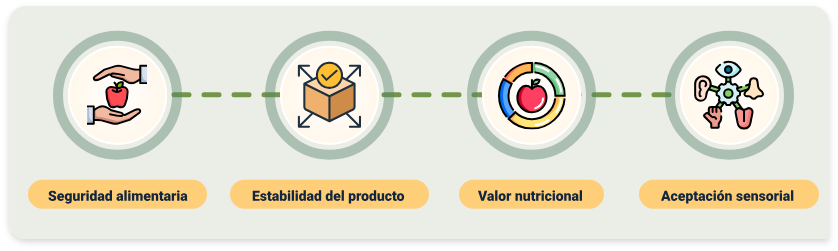 Seguridad alimentaria
Estabilidad del producto
Valor nutricional
Aceptación sensorial